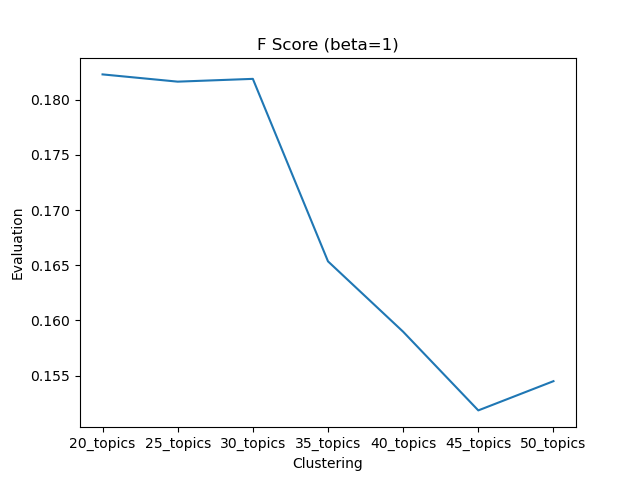 F Score (beta=1)
0.180
0.175
0.170
0.165
0.160
0.155
Evaluation
20_topics 25_topics 30_topics 35_topics 40_topics 45_topics 50_topics
Clustering